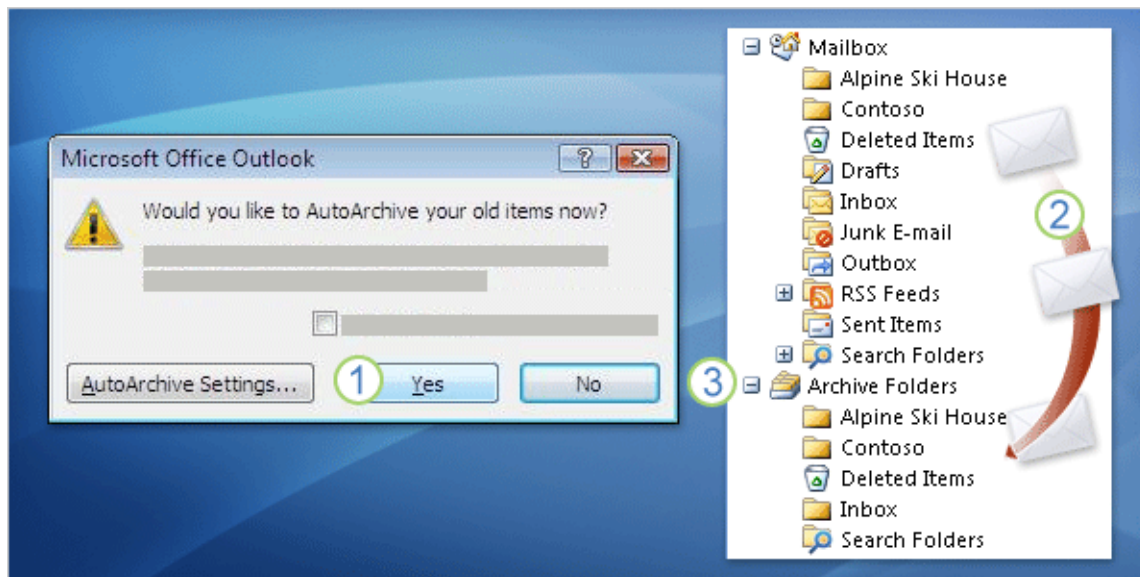 Microsoft Office Outlook
Would you like to AutoArchive your old items now?
AutoArchive Settings...
1
Yes
No
Mailbox
Alpine Ski House
Contoso
Deleted Items
Drafts
Inbox
2
Junk E-mail
Outbox
RSS Feeds
Sent Items
Search Folders
3
Archive Folders
Alpine Ski House
Contoso
Deleted Items
Inbox
Search Folders